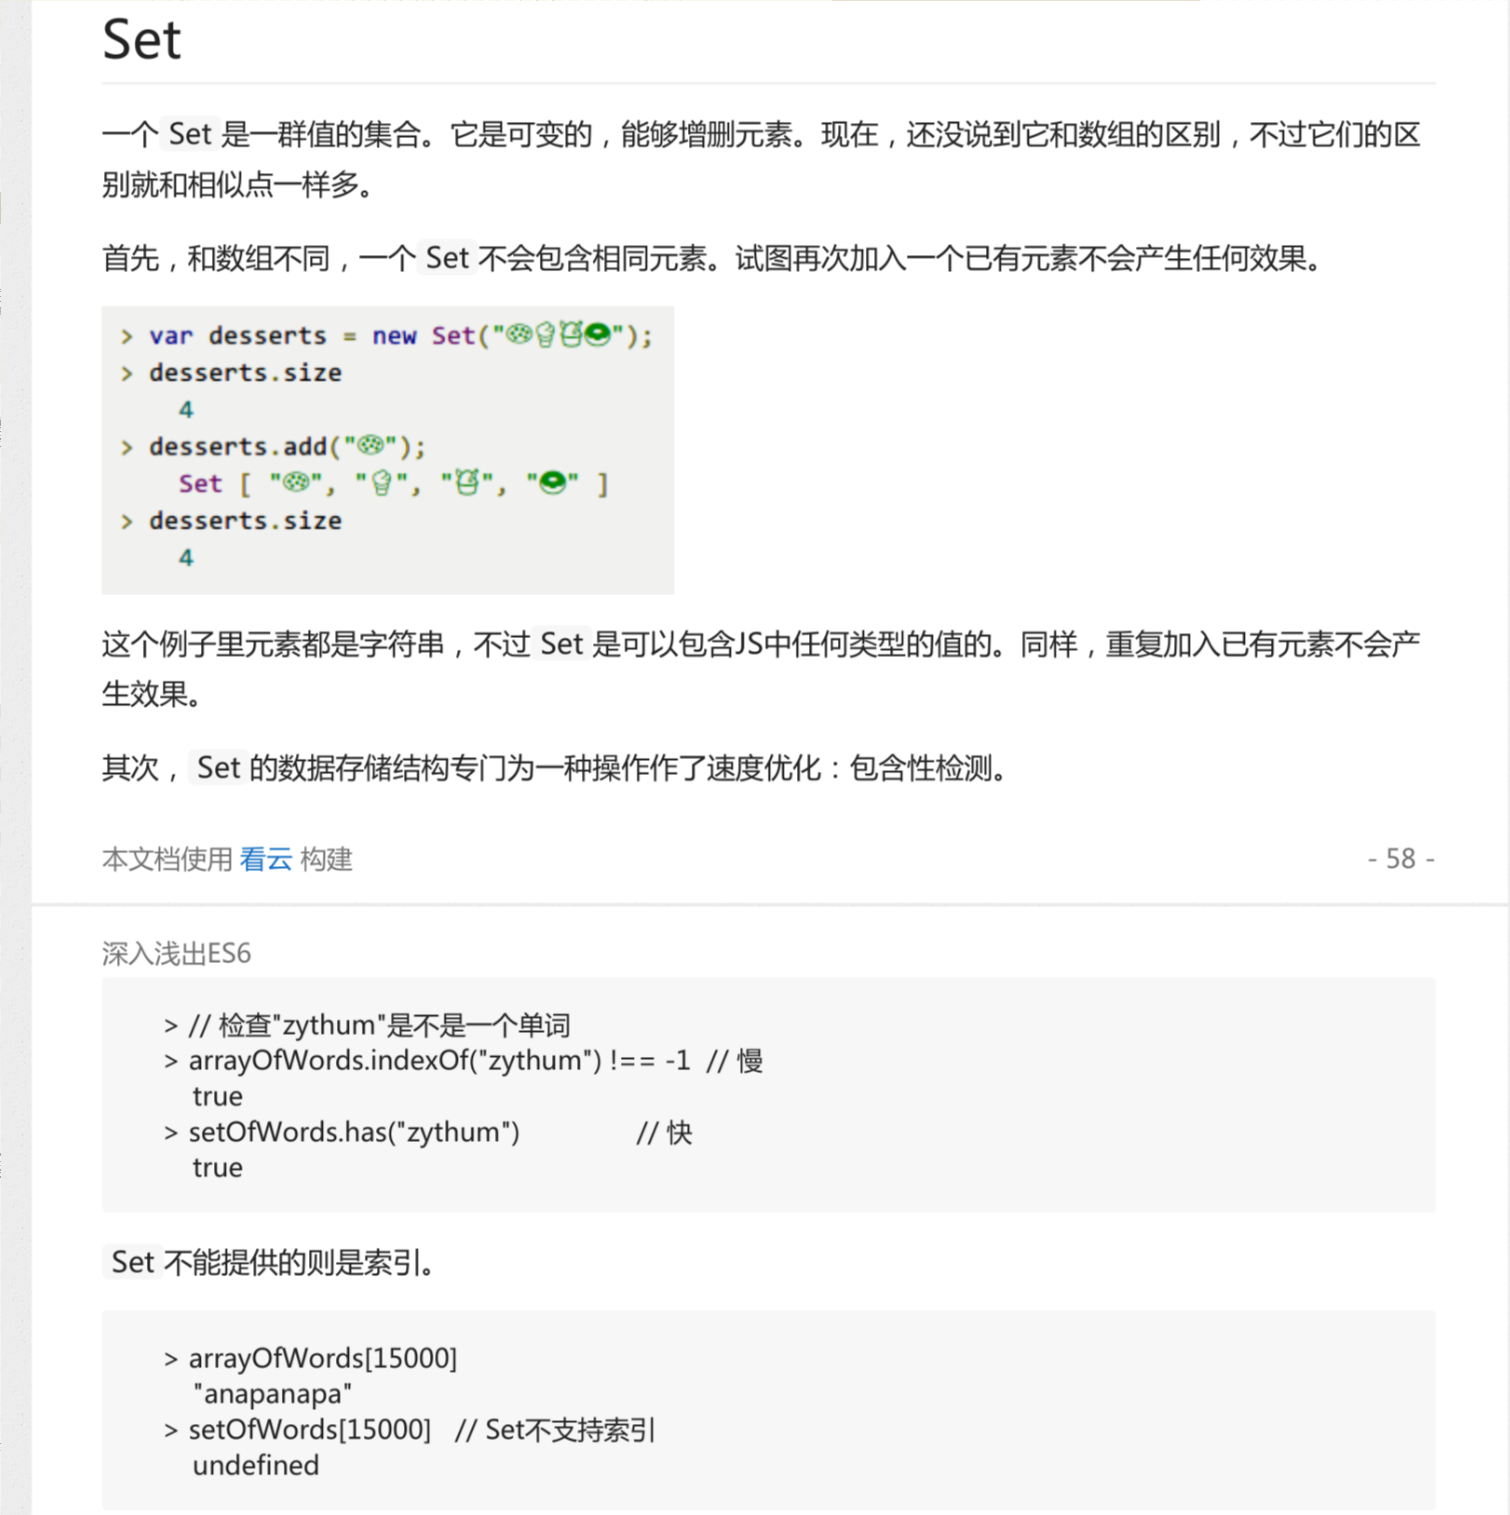 Set
一个 Set 是一群值的集合。它是可变的，能够增删元素。现在，还没说到它和数组的区别，不过它们的区
别就和相似点一样多。
首先，和数组不同，一个 Set 不会包含相同元素。试图再次加入一个已有元素不会产生任何效果。
> var desserts = new Set("🍪🍦🍧🍩");
> desserts.size
4
> desserts.add("🍪");
Set [ "🍪", "🍦", "🍧", "🍩" ]
> desserts.size
4
这个例子里元素都是字符串，不过 Set 是可以包含JS中任何类型的值的。同样，重复加入已有元素不会产
生效果。
其次， Set 的数据存储结构专门为一种操作作了速度优化：包含性检测。
本文档使用 看云 构建 - 58 -
深入浅出ES6
> // 检查"zythum"是不是一个单词
> arrayOfWords.indexOf("zythum") !== -1 // 慢
true
> setOfWords.has("zythum") // 快
true
Set 不能提供的则是索引。
> arrayOfWords[15000]
"anapanapa"
> setOfWords[15000] // Set不支持索引
undefined